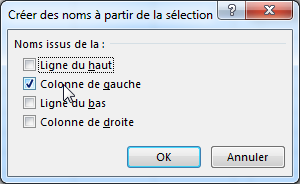 Créer des noms à partir de la sélection
Noms issus de la :
Ligne du haut
Colonne de gauche
Ligne du bas
Colonne de droite
OK
Annuler